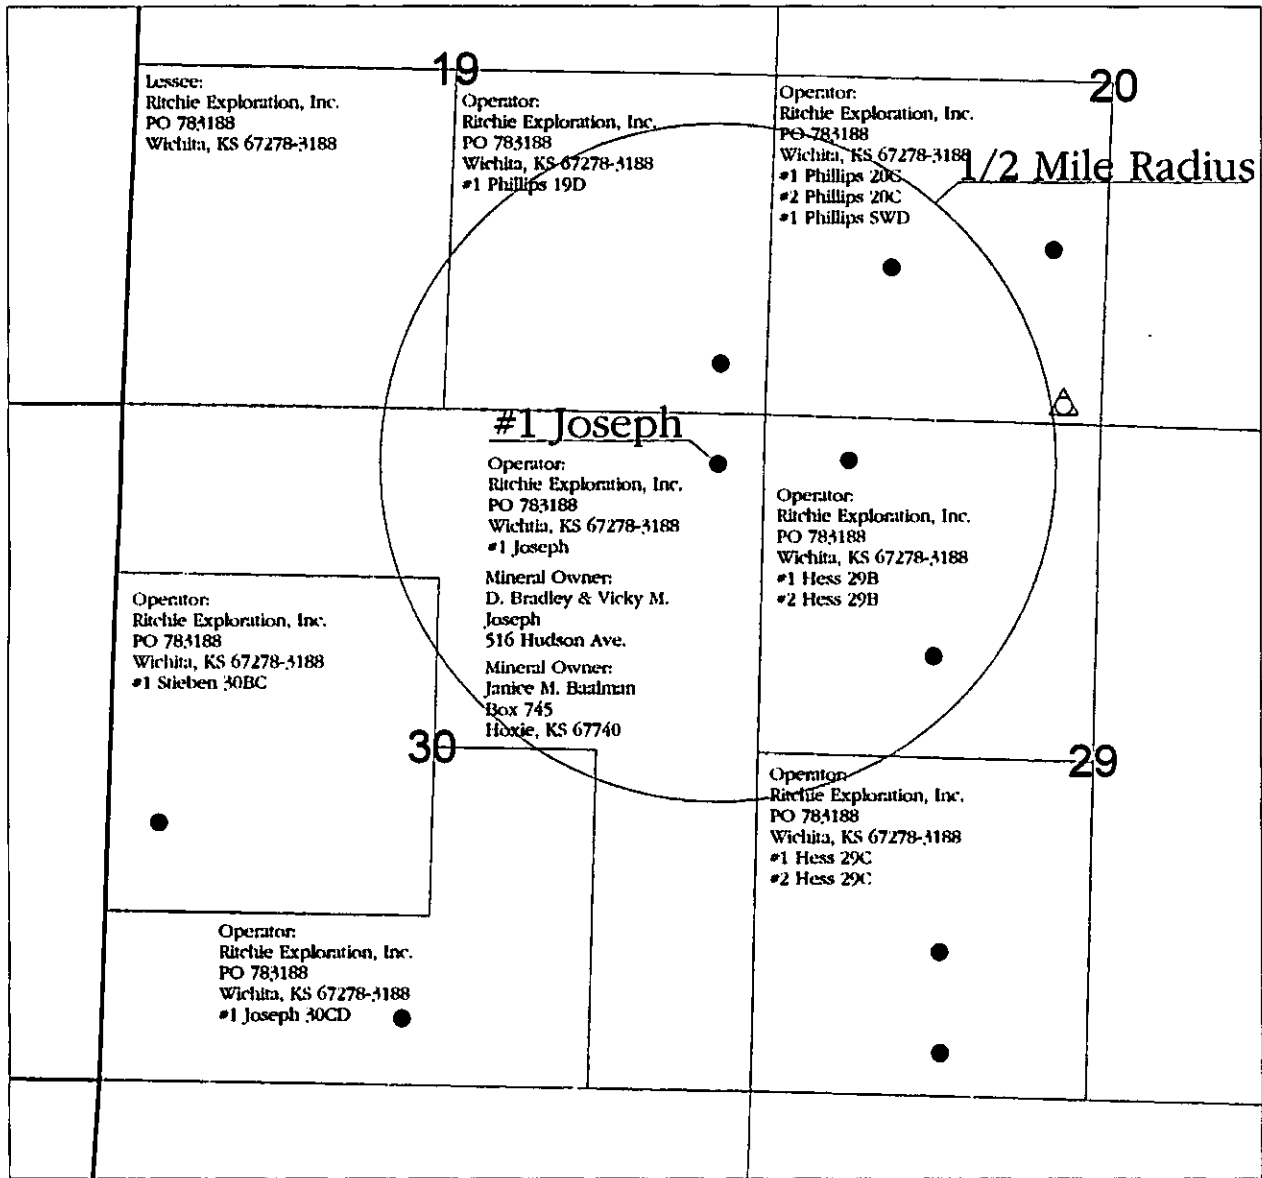 19
20
Lessee:
Ritchie Exploration, Inc.
PO 783188
Wichita, KS 67278-3188
Operator:
Ritchie Exploration, Inc.
PO 783188
Wichita, KS 67278-3188
#1 Phillips 19D
Operator:
Ritchie Exploration, Inc.
PO 783188
Wichita, KS 67278-3188
#1 Phillips 20C
#2 Phillips 20C
#1 Phillips SWD
1/2 Mile Radius
#1 Joseph
Operator:
Ritchie Exploration, Inc.
PO 783188
Wichtia, KS 67278-3188
#1 Joseph
Mineral Owner:
D. Bradley & Vicky M.
Joseph
516 Hudson Ave.
Mineral Owner:
Janice M. Baalman
Box 745
Hoxie, KS 67740
Operator:
Ritchie Exploration, Inc.
PO 783188
Wichita, KS 67278-3188
#1 Hess 29B
#2 Hess 29B
Operator:
Ritchie Exploration, Inc.
PO 783188
Wichita, KS 67278-3188
#1 Stieben 30BC
30
29
Operator:
Ritchie Exploration, Inc.
PO 783188
Wichita, KS 67278-3188
#1 Hess 29C
#2 Hess 29C
Operator:
Ritchie Exploration, Inc.
PO 783188
Wichita, KS 67278-3188
#1 Joseph 30CD